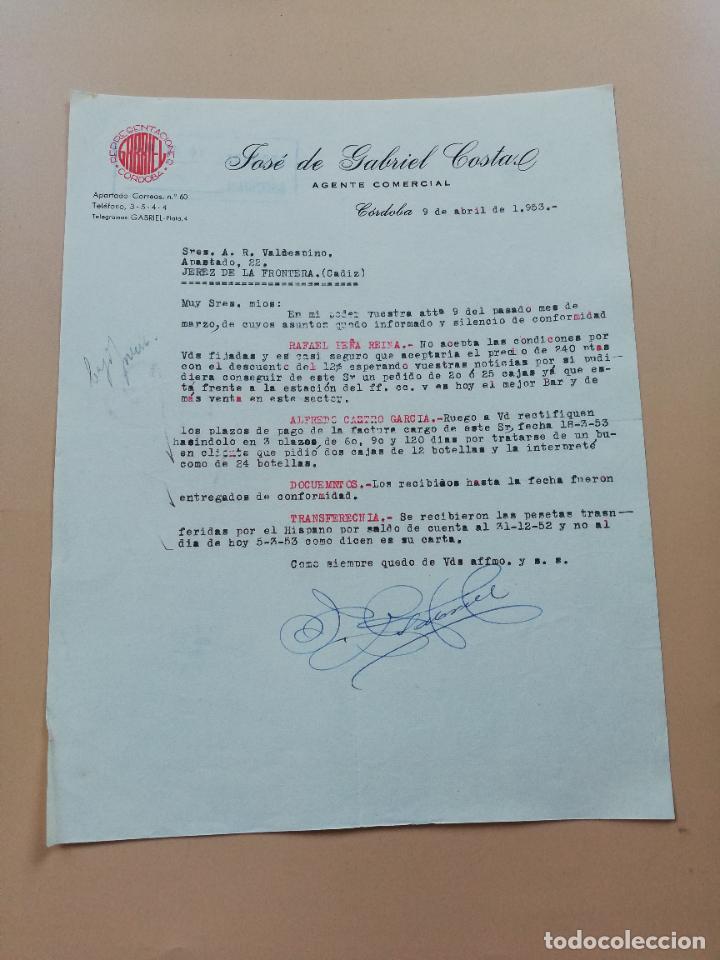 REPRESENTACIONES
GABRIEL
CORDOBA
José de Gabriel Costa
AGENTE COMERCIAL
Apartado Correos. n.º 60
Teléfono, 3-5-4-4
Telegramas GABRIEL-Plata, 4
Córdoba 9 de abril de 1.953.-
Sres. A. R. Valdespino.
Apastado, 22.
JEREZ DE LA FRONTERA.(Cadiz)
============================
Muy Sres. mios:
En mi poder vuestra attª 9 del pasado mes de
marzo, de cuyos asuntos quedo informado y silencio de conformidad
RAFAEL PEÑA REINA.- No acepta las condicones por
Vds fijadas y es casi seguro que aceptaria el precio de 240 ptas
con el descuento del 12% esperando vuestras noticias por si pudi
diera conseguir de este Sr un pedido de 20 ó 25 cajas yá que es-
tá frente a la estación del ff. cc. y es hoy el mejor Bar y de
más venta en este sector.
ALFREDO CASTRO GARCIA.-Ruego a Vd rectifiquen
los plazos de pago de la factura cargo de este Sr, fecha 18-3-53
hasindolo en 3 plazos, de 60, 90 y 120 dias por tratarse de un bu-
en cliente que pidió dos cajas de 12 botellas y la interpretó
como de 24 botellas.
DOCUEMNTOS.-Los recibidos hasta la fecha fueron
entregados de conformidad.
TRANSFERECNIA.- Se recibieron las pesetas trasn-
feridas por el Hispano por saldo de cuenta al 31-12-52 y no al
dia de hoy 5-3-53 como dicen es su carta.
Como siempre quedo de Vds affmo. y s. s.
todocoleccion